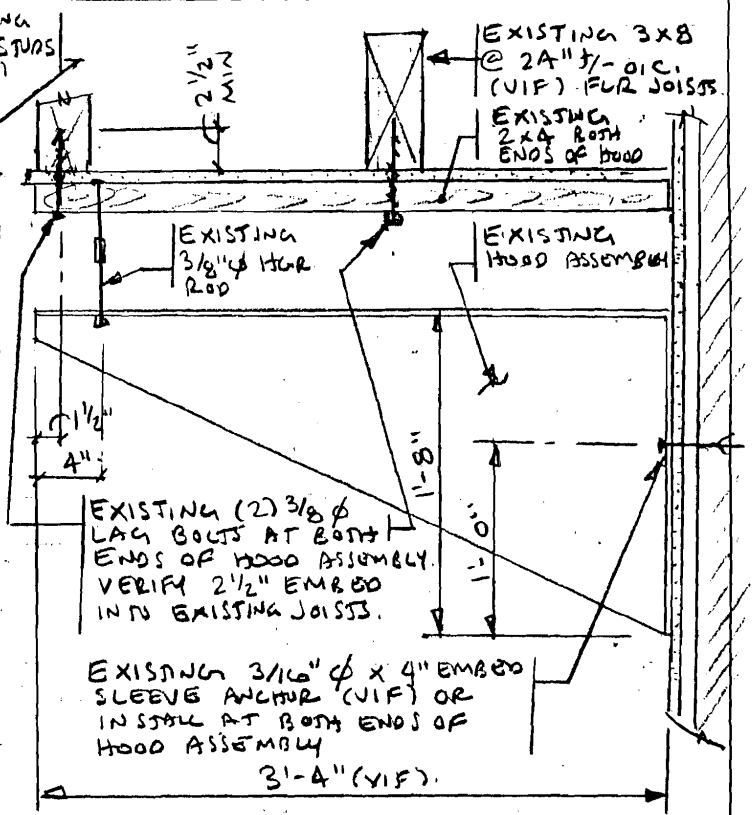 NG
STUDS
)
2 1/2"
MIN
EXISTING 3X8
@ 24" +/- O.C.
(VIF) FLR JOISTS
EXISTING
2x4 BOTH
ENDS OF HOOD
EXISTING
3/8"φ HGR
ROD
EXISTING
HOOD ASSEMBLY
1 1/2"
4"
1'-8"
1'-0"
EXISTING (2) 3/8 φ
LAG BOLTS AT BOTH
ENDS OF HOOD ASSEMBLY.
VERIFY 2 1/2" EMBED
INTO EXISTING JOISTS.
EXISTING 3/16" φ X 4" EMBED
SLEEVE ANCHOR (VIF) OR
INSTALL AT BOTH ENDS OF
HOOD ASSEMBLY
3'-4" (VIF).